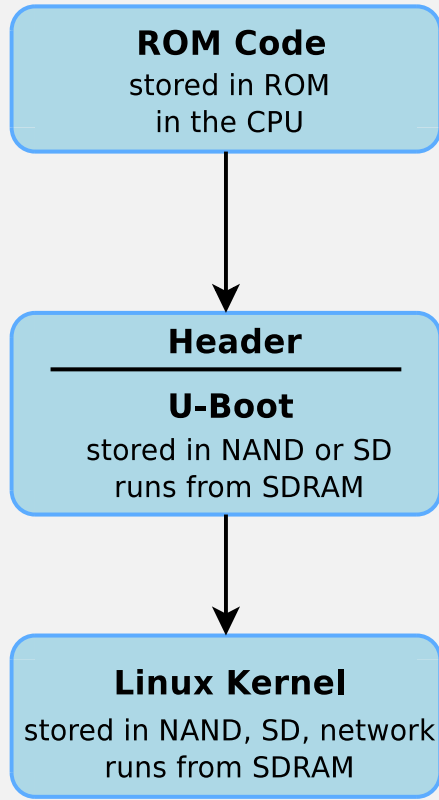 ROM Code
stored in ROM
in the CPU
Header
U-Boot
stored in NAND or SD
runs from SDRAM
Linux Kernel
stored in NAND, SD, network
runs from SDRAM